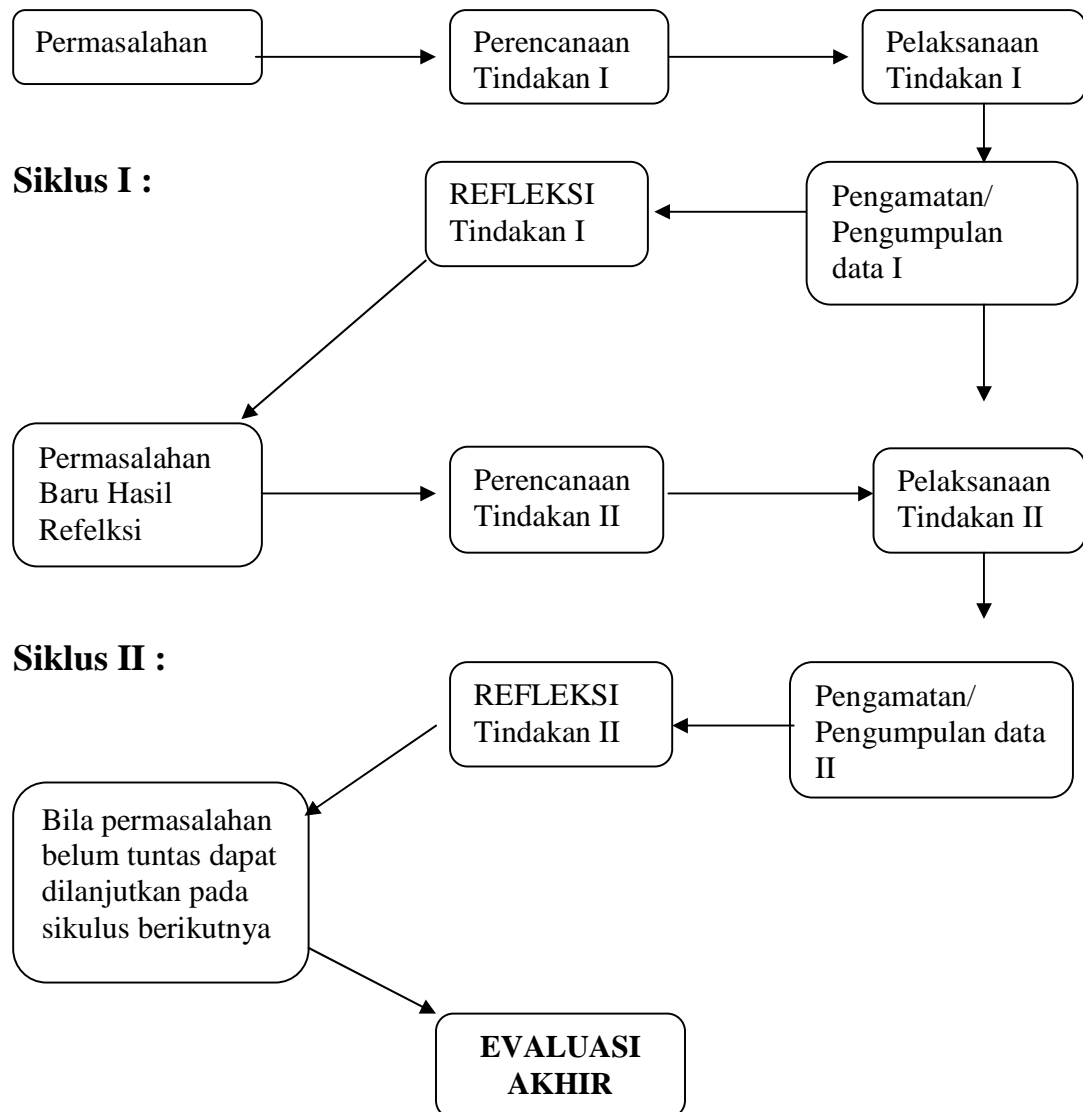 Permasalahan
Perencanaan
Tindakan I
Pelaksanaan
Tindakan I
Siklus I :
REFLEKSI
Tindakan I
Pengamatan/
Pengumpulan
data I
Permasalahan
Baru Hasil
Refelksi
Perencanaan
Tindakan II
Pelaksanaan
Tindakan II
Siklus II :
REFLEKSI
Tindakan II
Pengamatan/
Pengumpulan data
II
Bila permasalahan
belum tuntas dapat
dilanjutkan pada
sikulus berikutnya
EVALUASI
AKHIR